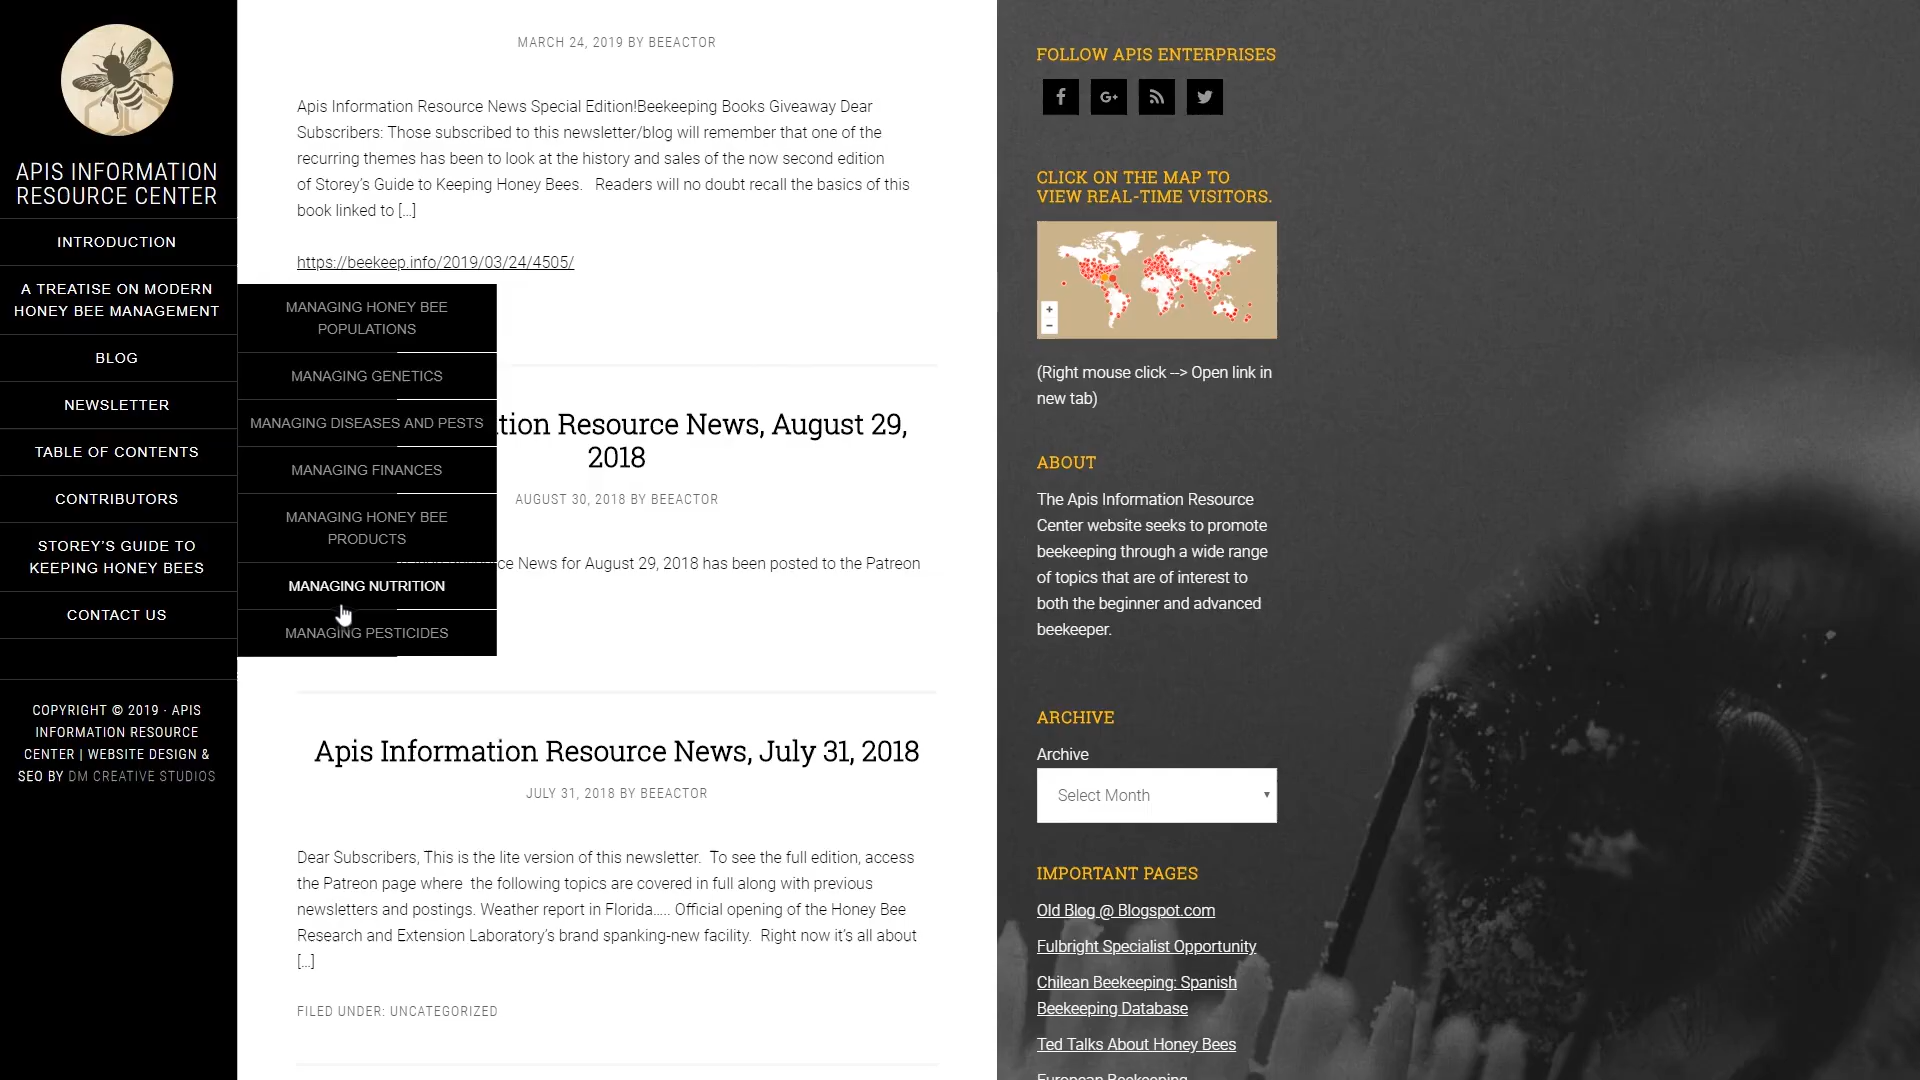 APIS INFORMATION
RESOURCE CENTER
INTRODUCTION
A TREATISE ON MODERN
HONEY BEE MANAGEMENT
BLOG
NEWSLETTER
TABLE OF CONTENTS
CONTRIBUTORS
STOREY'S GUIDE TO
KEEPING HONEY BEES
CONTACT US
COPYRIGHT © 2019 · APIS
INFORMATION RESOURCE
CENTER | WEBSITE DESIGN &
SEO BY DM CREATIVE STUDIOS
MANAGING HONEY BEE
POPULATIONS
MANAGING GENETICS
MANAGING DISEASES AND PESTS
MANAGING FINANCES
MANAGING HONEY BEE
PRODUCTS
MANAGING NUTRITION
MANAGING PESTICIDES
MARCH 24, 2019 BY BEEACTOR
Apis Information Resource News Special Edition!Beekeeping Books Giveaway Dear
Subscribers: Those subscribed to this newsletter/blog will remember that one of the
recurring themes has been to look at the history and sales of the now second edition
of Storey’s Guide to Keeping Honey Bees.   Readers will no doubt recall the basics of this
book linked to [...]
https://beekeep.info/2019/03/24/4505/
tion Resource News, August 29,
2018
AUGUST 30, 2018 BY BEEACTOR
ce News for August 29, 2018 has been posted to the Patreon
Apis Information Resource News, July 31, 2018
JULY 31, 2018 BY BEEACTOR
Dear Subscribers, This is the lite version of this newsletter.  To see the full edition, access
the Patreon page where  the following topics are covered in full along with previous
newsletters and postings. Weather report in Florida..... Official opening of the Honey Bee
Research and Extension Laboratory’s brand spanking-new facility.  Right now it’s all about
[...]
FILED UNDER: UNCATEGORIZED
FOLLOW APIS ENTERPRISES
CLICK ON THE MAP TO
VIEW REAL-TIME VISITORS.
(Right mouse click --> Open link in
new tab)
ABOUT
The Apis Information Resource
Center website seeks to promote
beekeeping through a wide range
of topics that are of interest to
both the beginner and advanced
beekeeper.
ARCHIVE
Archive
Select Month
IMPORTANT PAGES
Old Blog @ Blogspot.com
Fulbright Specialist Opportunity
Chilean Beekeeping: Spanish
Beekeeping Database
Ted Talks About Honey Bees
European Beekeeping